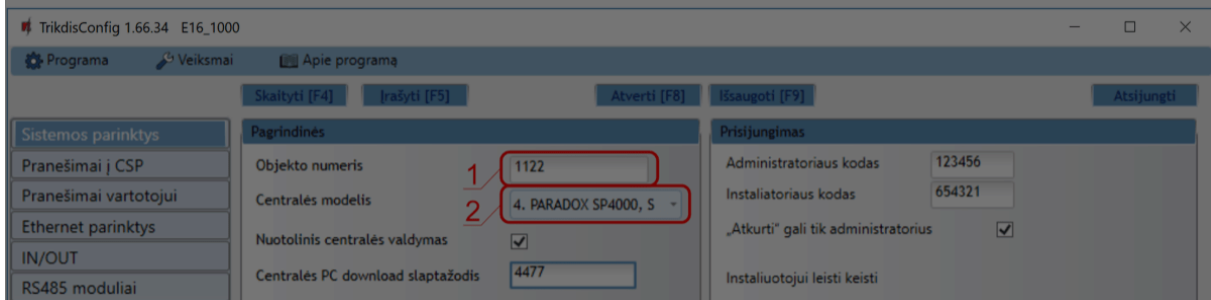 TrikdisConfig 1.66.34 E16_1000
Programa Veiksmai Apie programą
Skaityti [F4] Įrašyti [F5] Atverti [F8] Išsaugoti [F9] Atsijungti
Sistemos parinktys
Pranešimai į CSP
Pranešimai vartotojui
Ethernet parinktys
IN/OUT
RS485 moduliai
Pagrindinės
Objekto numeris 1 1122
Centralės modelis 2 4. PARADOX SP4000, S
Nuotolinis centralės valdymas
Centralės PC download slaptažodis 4477
Prisijungimas
Administratoriaus kodas 123456
Instaliatoriaus kodas 654321
„Atkurti“ gali tik administratorius
Instaliuotojui leisti keisti